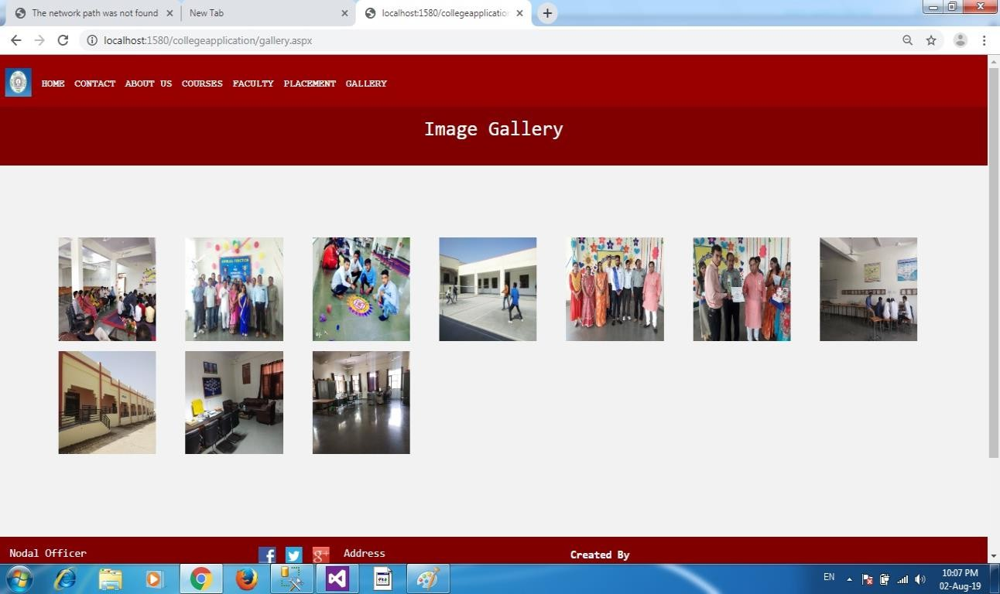 The network path was not found
New Tab
localhost:1580/collegeapplication
localhost:1580/collegeapplication/gallery.aspx
HOME CONTACT ABOUT US COURSES FACULTY PLACEMENT GALLERY
Image Gallery
ANNUAL FUNCTION
Nodal Officer
Address
Created By
EN
10:07 PM
02-Aug-19